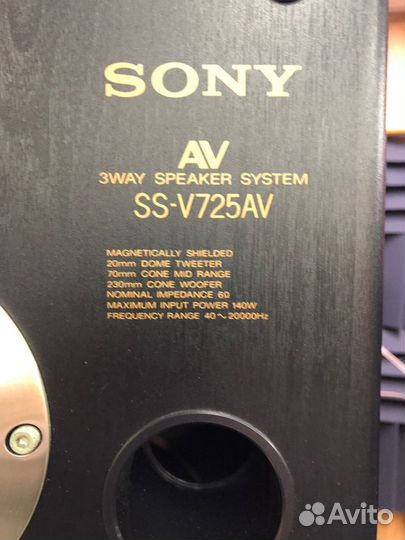 SONY
AV
3WAY SPEAKER SYSTEM
SS-V725AV
MAGNETICALLY SHIELDED
20mm DOME TWEETER
70mm CONE MID RANGE
230mm CONE WOOFER
NOMINAL IMPEDANCE 6Ω
MAXIMUM INPUT POWER 140W
FREQUENCY RANGE 40～20000Hz
Avito